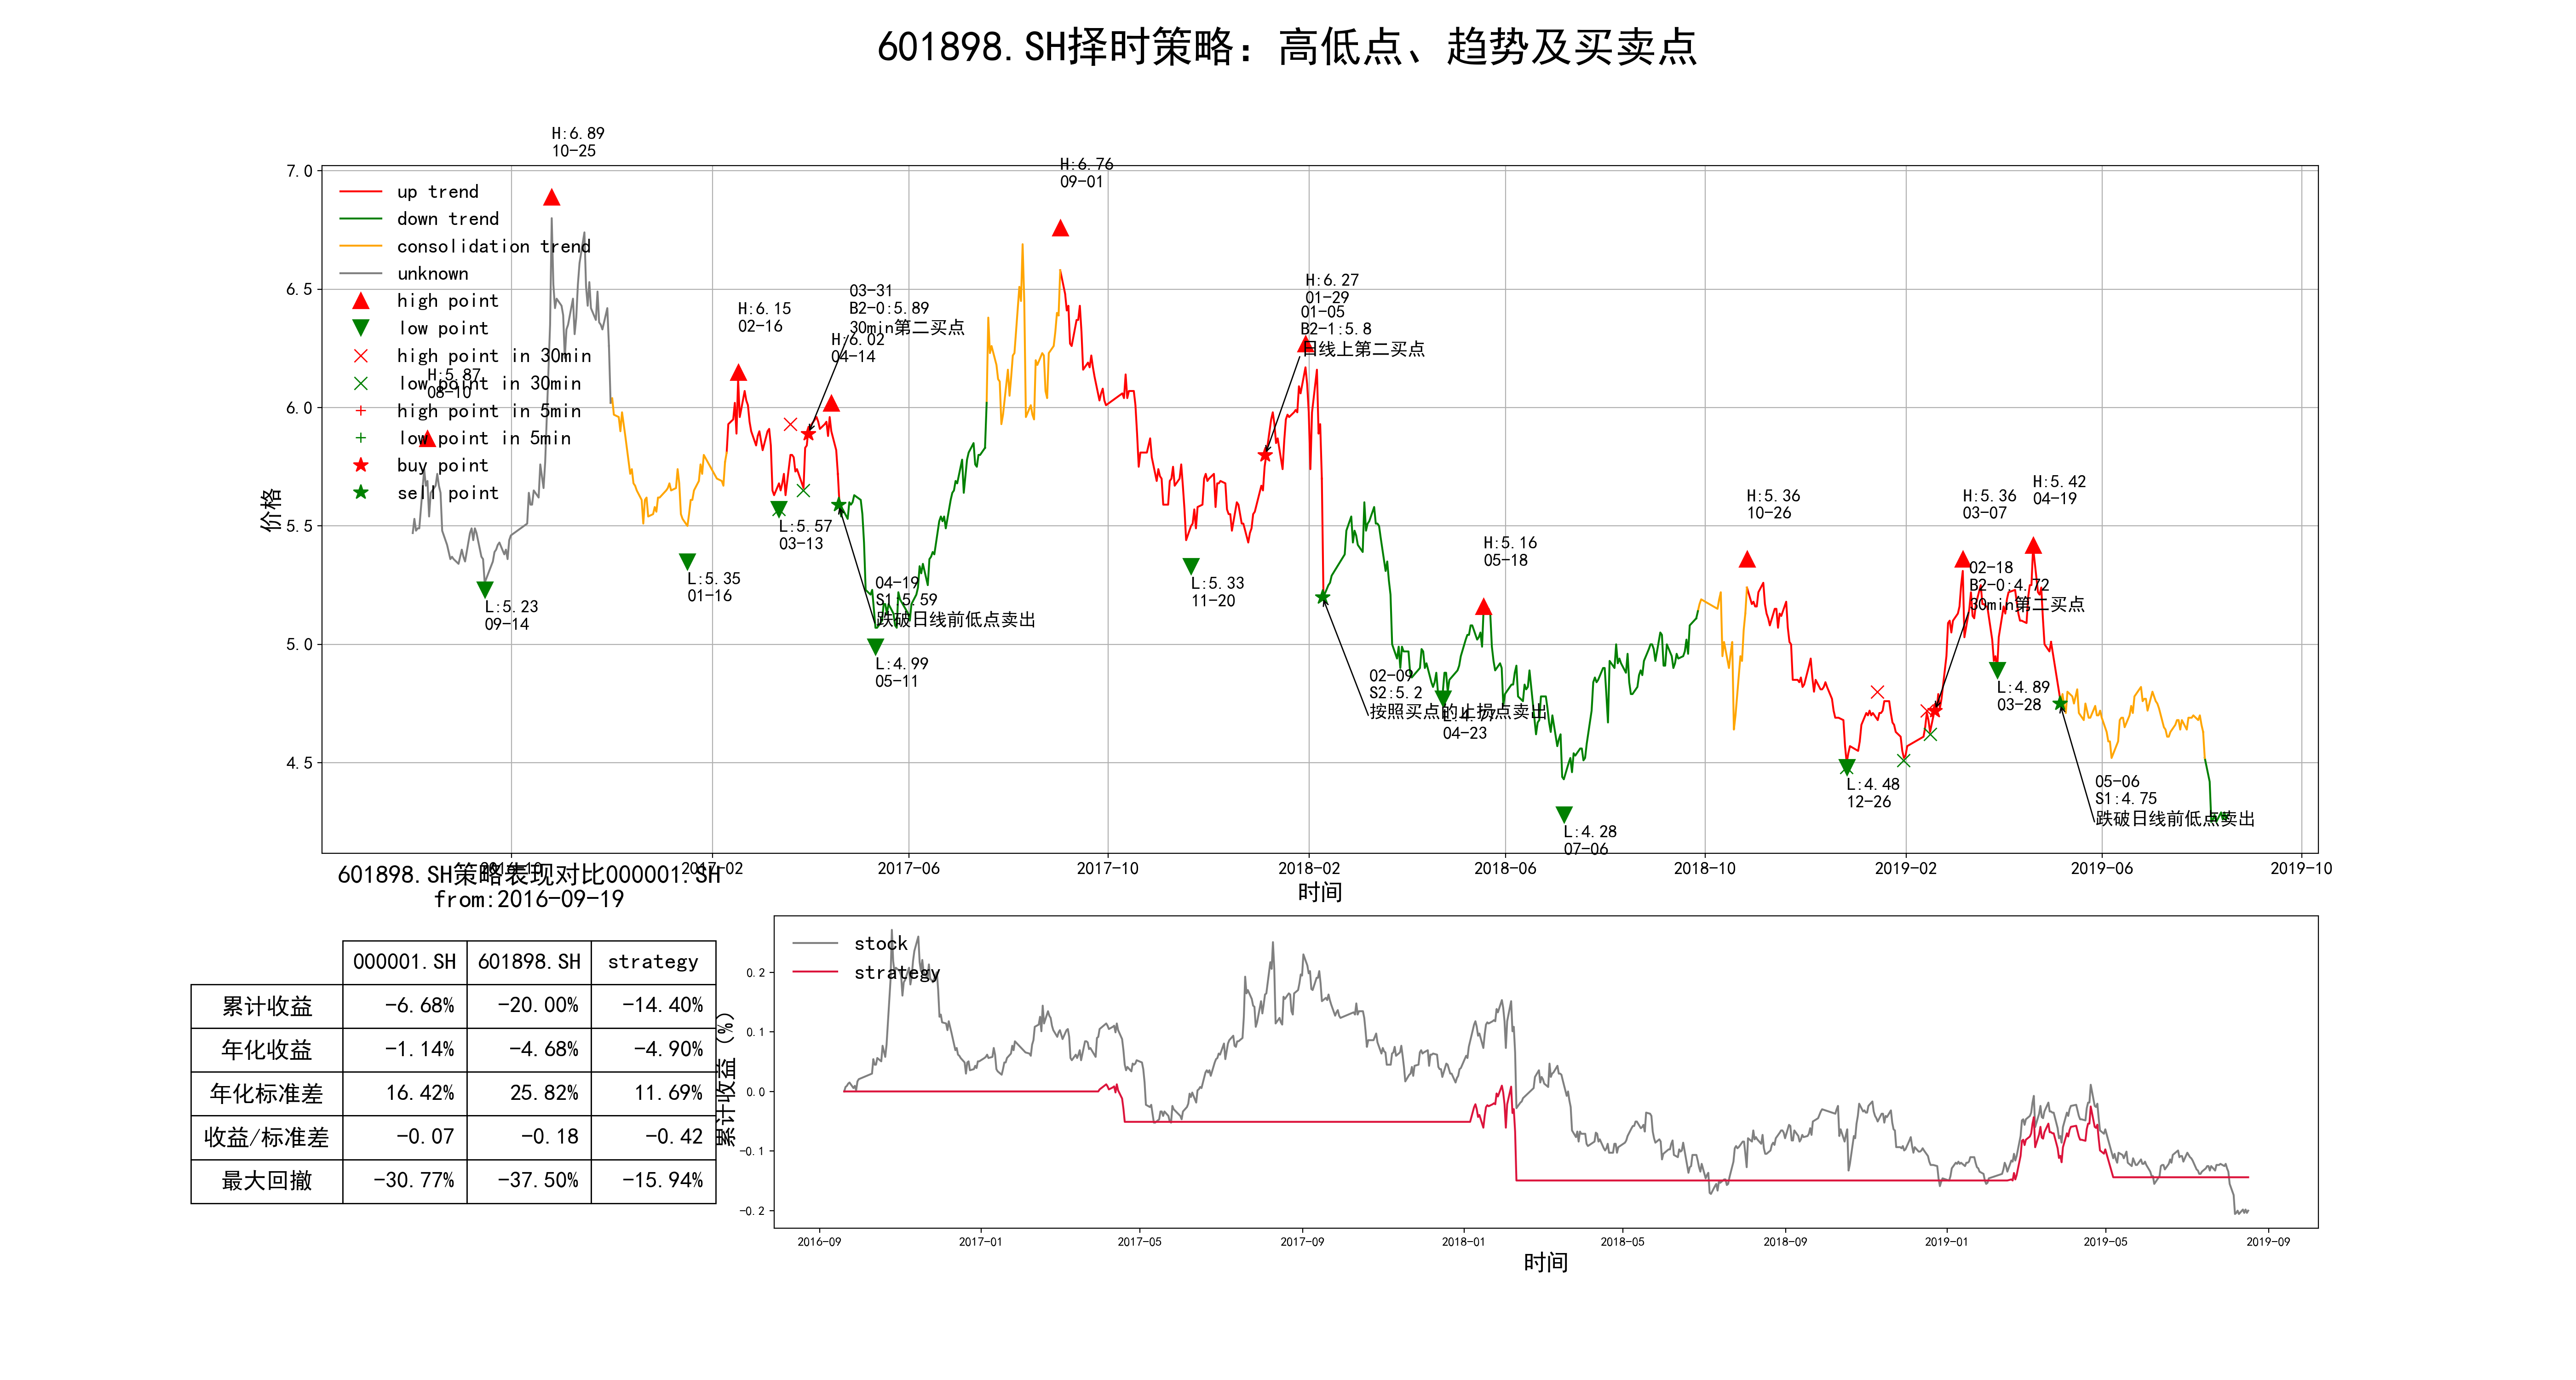 601898.SH择时策略：高低点、趋势及买卖点
H:6.89
10-25
H:6.76
09-01
7.0
6.5
6.0
5.5
5.0
4.5
价格
up trend
down trend
consolidation trend
unknown
high point
low point
high point in 30min
low point in 30min
high point in 5min
low point in 5min
buy point
sell point
H:5.87
08-10
L:5.23
09-14
L:5.35
01-16
H:6.15
02-16
L:5.57
03-13
03-31
B2-0:5.89
30min第二买点
H:6.02
04-14
04-19
S1:5.59
跌破日线前低点卖出
L:4.99
05-11
L:5.33
11-20
H:6.27
01-29
01-05
B2-1:5.8
日线上第二买点
02-09
S2:5.2
按照买点的止损点卖出
L:4.77
04-23
H:5.16
05-18
L:4.28
07-06
H:5.36
10-26
L:4.48
12-26
H:5.36
03-07
02-18
B2-0:4.72
30min第二买点
L:4.89
03-28
H:5.42
04-19
05-06
S1:4.75
跌破日线前低点卖出
2016-10
2017-02
2017-06
2017-10
2018-02
2018-06
2018-10
2019-02
2019-06
2019-10
时间
601898.SH策略表现对比000001.SH
from:2016-09-19
000001.SH 601898.SH strategy
累计收益 -6.68% -20.00% -14.40%
年化收益 -1.14% -4.68% -4.90%
年化标准差 16.42% 25.82% 11.69%
收益/标准差 -0.07 -0.18 -0.42
最大回撤 -30.77% -37.50% -15.94%
累计收益（%）
0.2
0.1
0.0
-0.1
-0.2
stock
strategy
2016-09
2017-01
2017-05
2017-09
2018-01
2018-05
2018-09
2019-01
2019-05
2019-09
时间